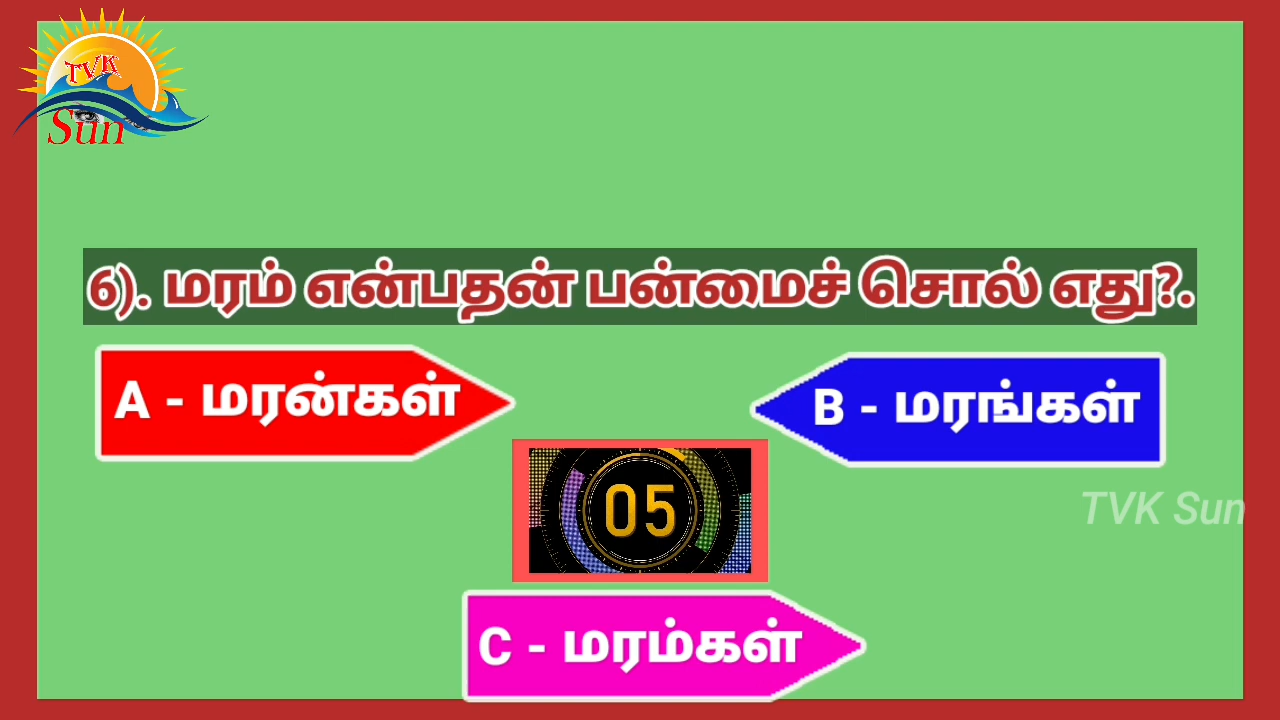 TVK
Sun
6). மரம் என்பதன் பன்மைச் சொல் எது?.
A - மரன்கள்
B - மரங்கள்
05
TVK Sun
C - மரம்கள்